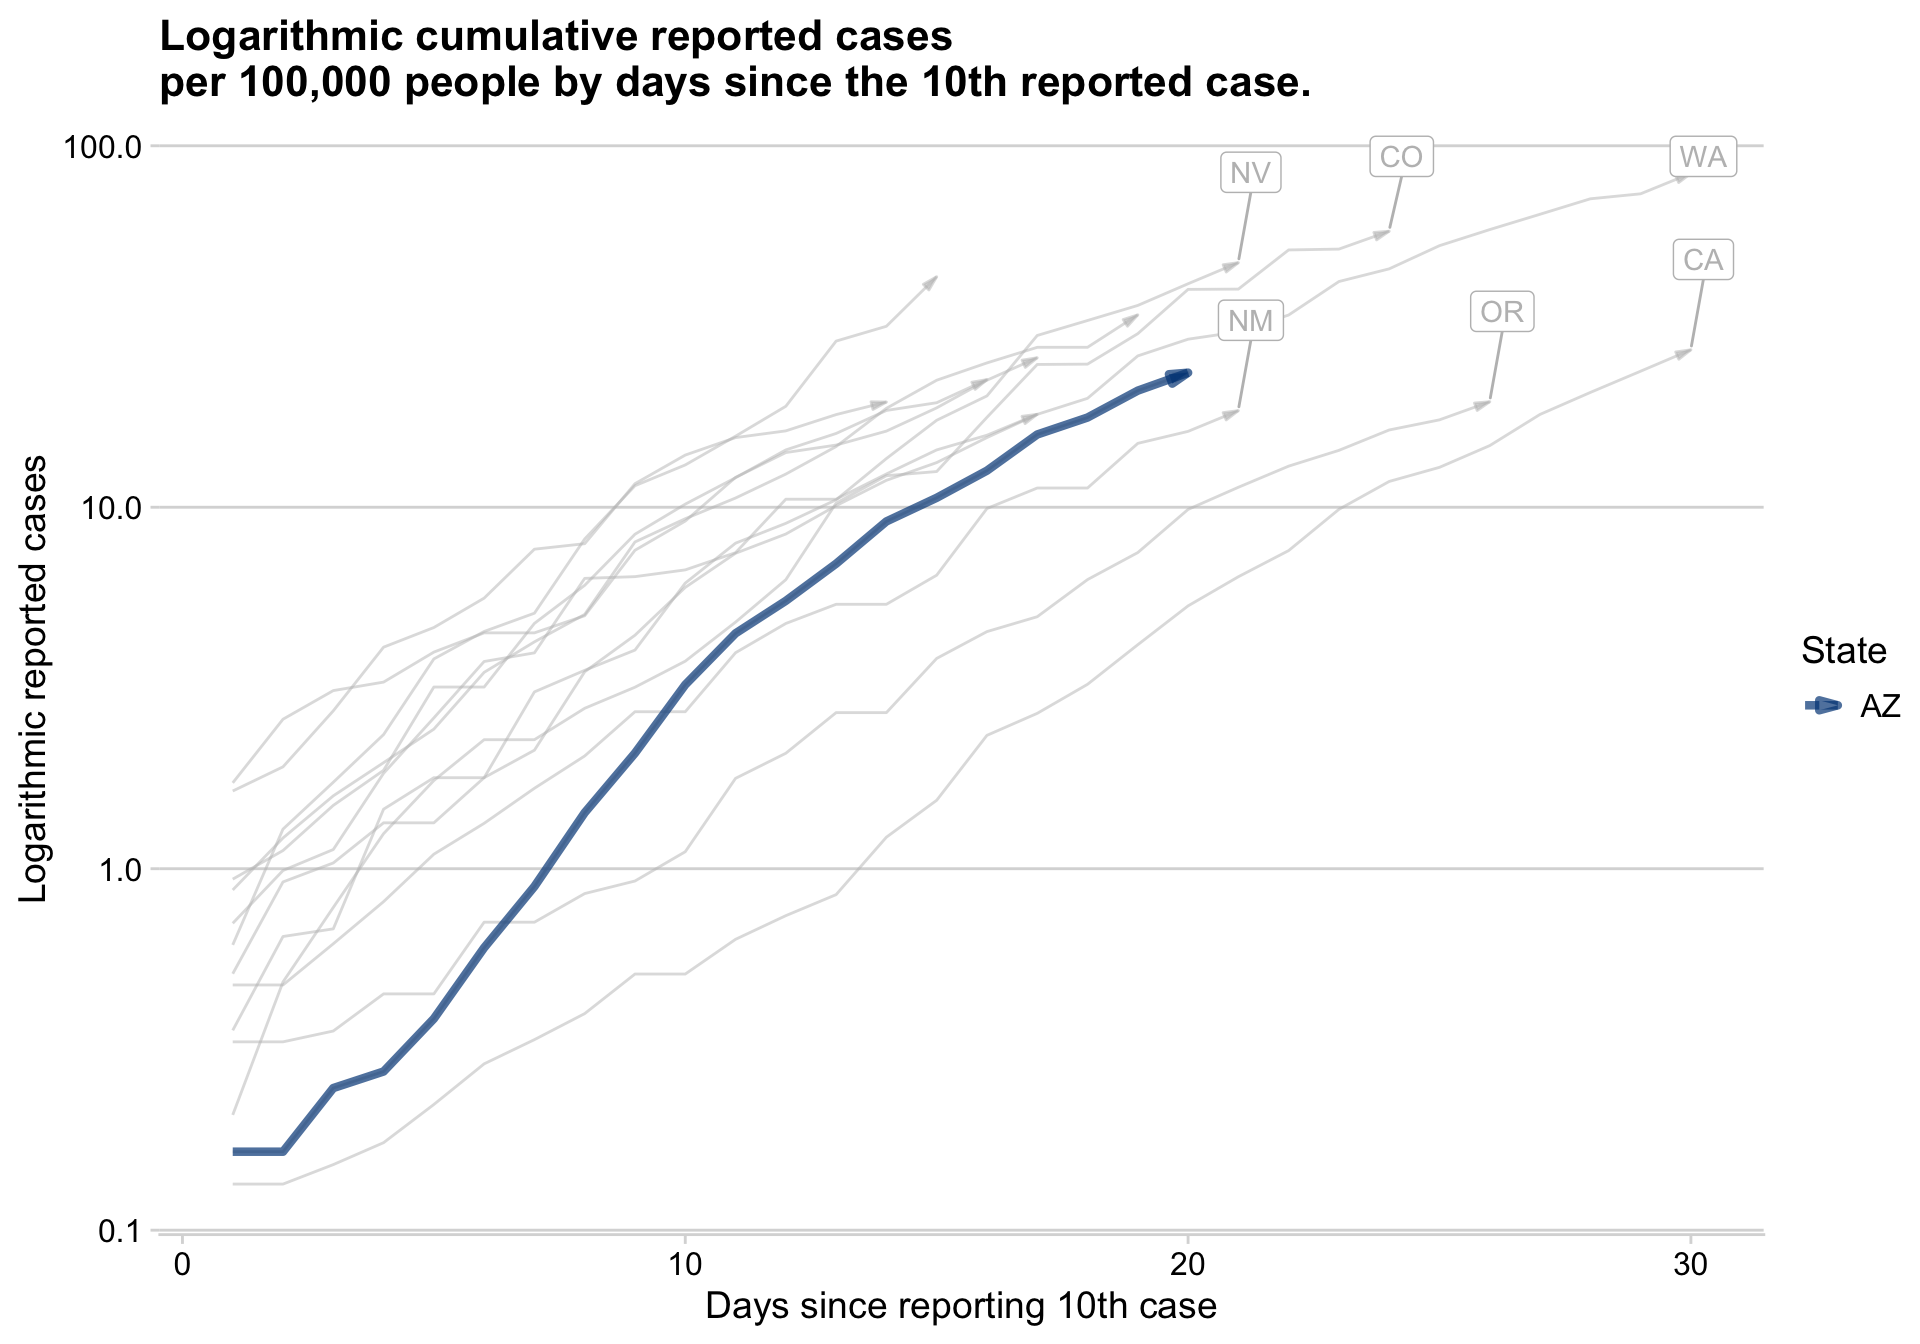 Logarithmic cumulative reported cases
per 100,000 people by days since the 10th reported case.
100.0
10.0
1.0
0.1
Logarithmic reported cases
NV
CO
WA
CA
OR
NM
State
AZ
0
10
20
30
Days since reporting 10th case